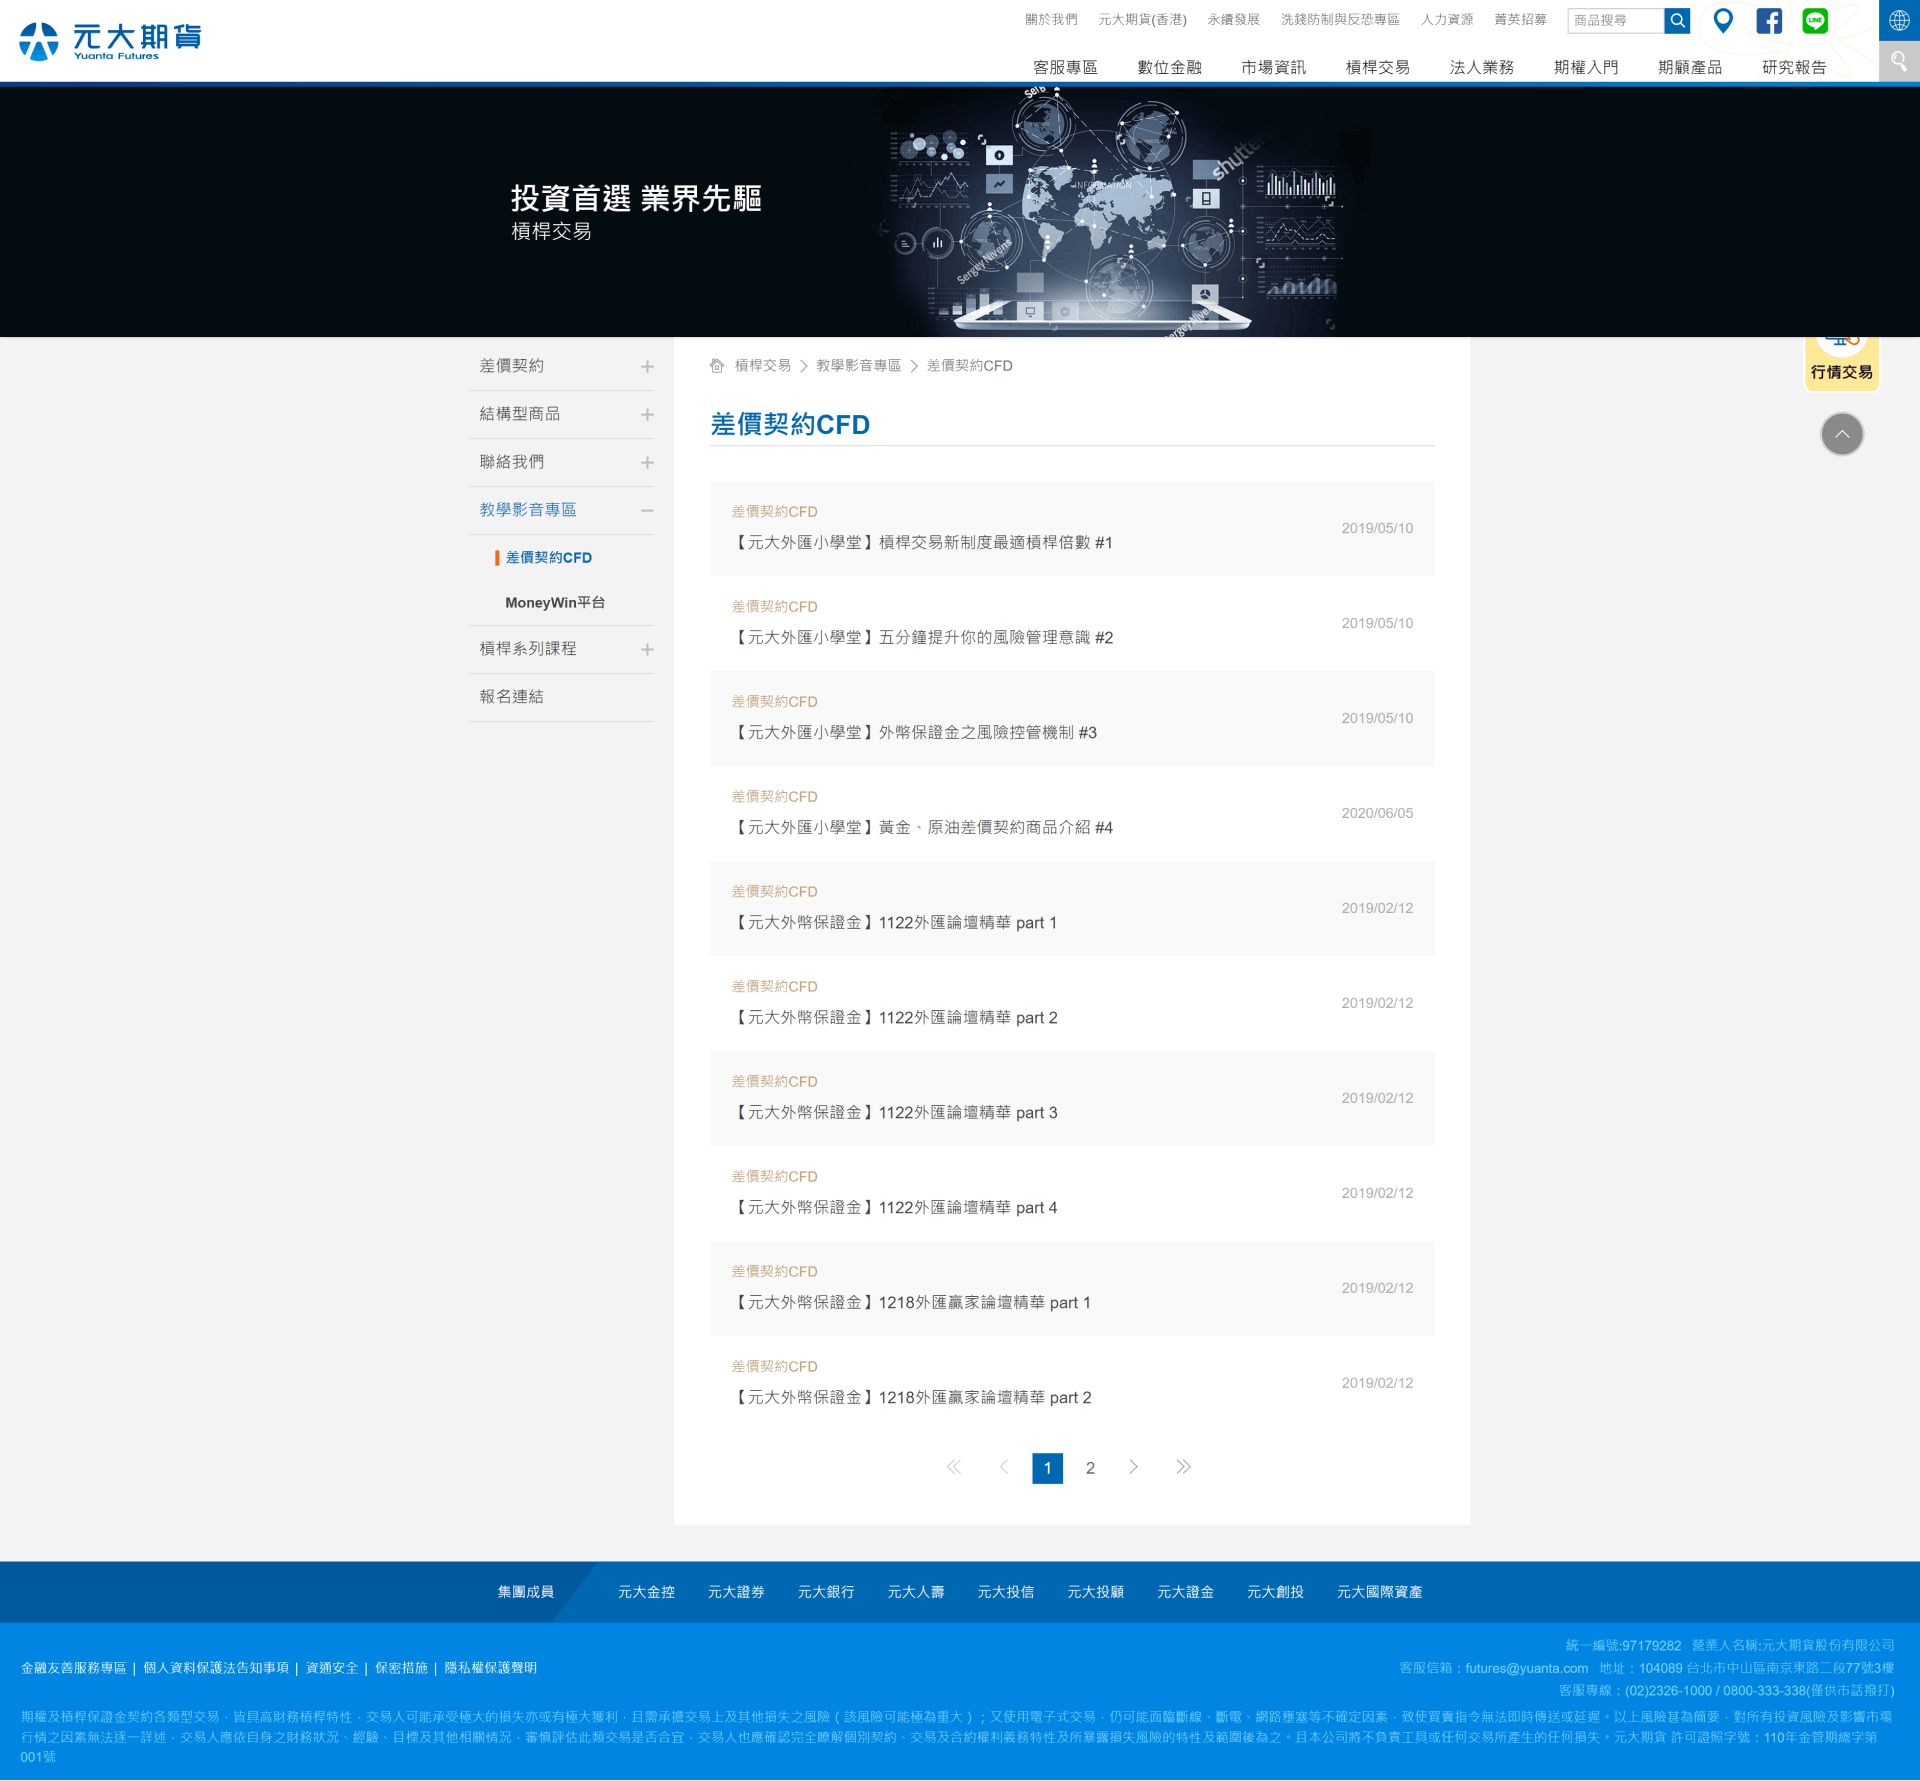 元大期貨
Yuanta Futures
關於我們 元大期貨(香港) 永續發展 洗錢防制與反恐專區 人力資源 菁英招募 商品搜尋
客服專區 數位金融 市場資訊 槓桿交易 法人業務 期權入門 期顧產品 研究報告
投資首選 業界先驅
槓桿交易
INFORMATION
Sergey Nivens
shutte
行情交易
差價契約
結構型商品
聯絡我們
教學影音專區
差價契約CFD
MoneyWin平台
槓桿系列課程
報名連結
槓桿交易 > 教學影音專區 > 差價契約CFD
差價契約CFD
差價契約CFD
【元大外匯小學堂】槓桿交易新制度最適槓桿倍數 #1
2019/05/10
差價契約CFD
【元大外匯小學堂】五分鐘提升你的風險管理意識 #2
2019/05/10
差價契約CFD
【元大外匯小學堂】外幣保證金之風險控管機制 #3
2019/05/10
差價契約CFD
【元大外匯小學堂】黃金、原油差價契約商品介紹 #4
2020/06/05
差價契約CFD
【元大外幣保證金】1122外匯論壇精華 part 1
2019/02/12
差價契約CFD
【元大外幣保證金】1122外匯論壇精華 part 2
2019/02/12
差價契約CFD
【元大外幣保證金】1122外匯論壇精華 part 3
2019/02/12
差價契約CFD
【元大外幣保證金】1122外匯論壇精華 part 4
2019/02/12
差價契約CFD
【元大外幣保證金】1218外匯贏家論壇精華 part 1
2019/02/12
差價契約CFD
【元大外幣保證金】1218外匯贏家論壇精華 part 2
2019/02/12
1 2
集團成員 元大金控 元大證券 元大銀行 元大人壽 元大投信 元大投顧 元大證金 元大創投 元大國際資產
金融友善服務專區 | 個人資料保護法告知事項 | 資通安全 | 保密措施 | 隱私權保護聲明
統一編號:97179282 營業人名稱:元大期貨股份有限公司
客服信箱：futures@yuanta.com 地址：104089 台北市中山區南京東路二段77號3樓
客服專線：(02)2326-1000 / 0800-333-338(僅供市話撥打)
期權及槓桿保證金契約各類型交易，皆具高財務槓桿特性，交易人可能承受極大的損失亦或有極大獲利，且需承擔交易上及其他損失之風險（該風險可能極為重大）；又使用電子式交易，仍可能面臨斷線、斷電、網路壅塞等不確定因素，致使買賣指令無法即時傳送或延遲。以上風險甚為簡要，對所有投資風險及影響市場
行情之因素無法逐一詳述，交易人應依自身之財務狀況、經驗、目標及其他相關情況，審慎評估此類交易是否合宜，交易人也應確認完全瞭解個別契約、交易及合約權利義務特性及所暴露損失風險的特性及範圍後為之。且本公司將不負責工具或任何交易所產生的任何損失。元大期貨 許可證照字號：110年金管期總字第
001號